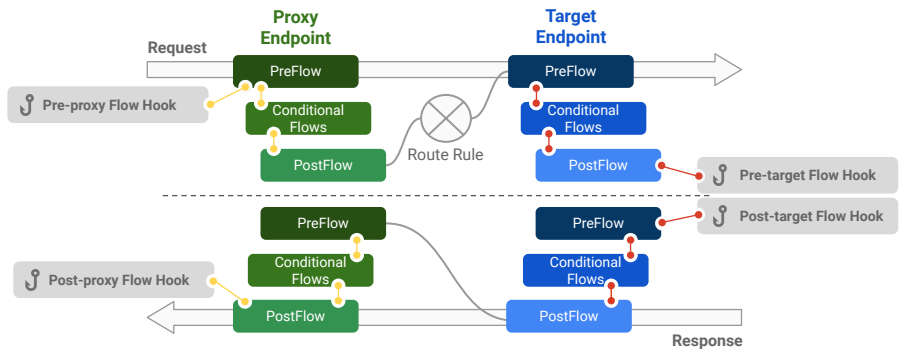 Proxy
Endpoint
Target
Endpoint
Request
PreFlow
PreFlow
Pre-proxy Flow Hook
Conditional
Flows
Conditional
Flows
Route Rule
PostFlow
PostFlow
Pre-target Flow Hook
Post-target Flow Hook
PreFlow
PreFlow
Conditional
Flows
Conditional
Flows
Post-proxy Flow Hook
PostFlow
PostFlow
Response